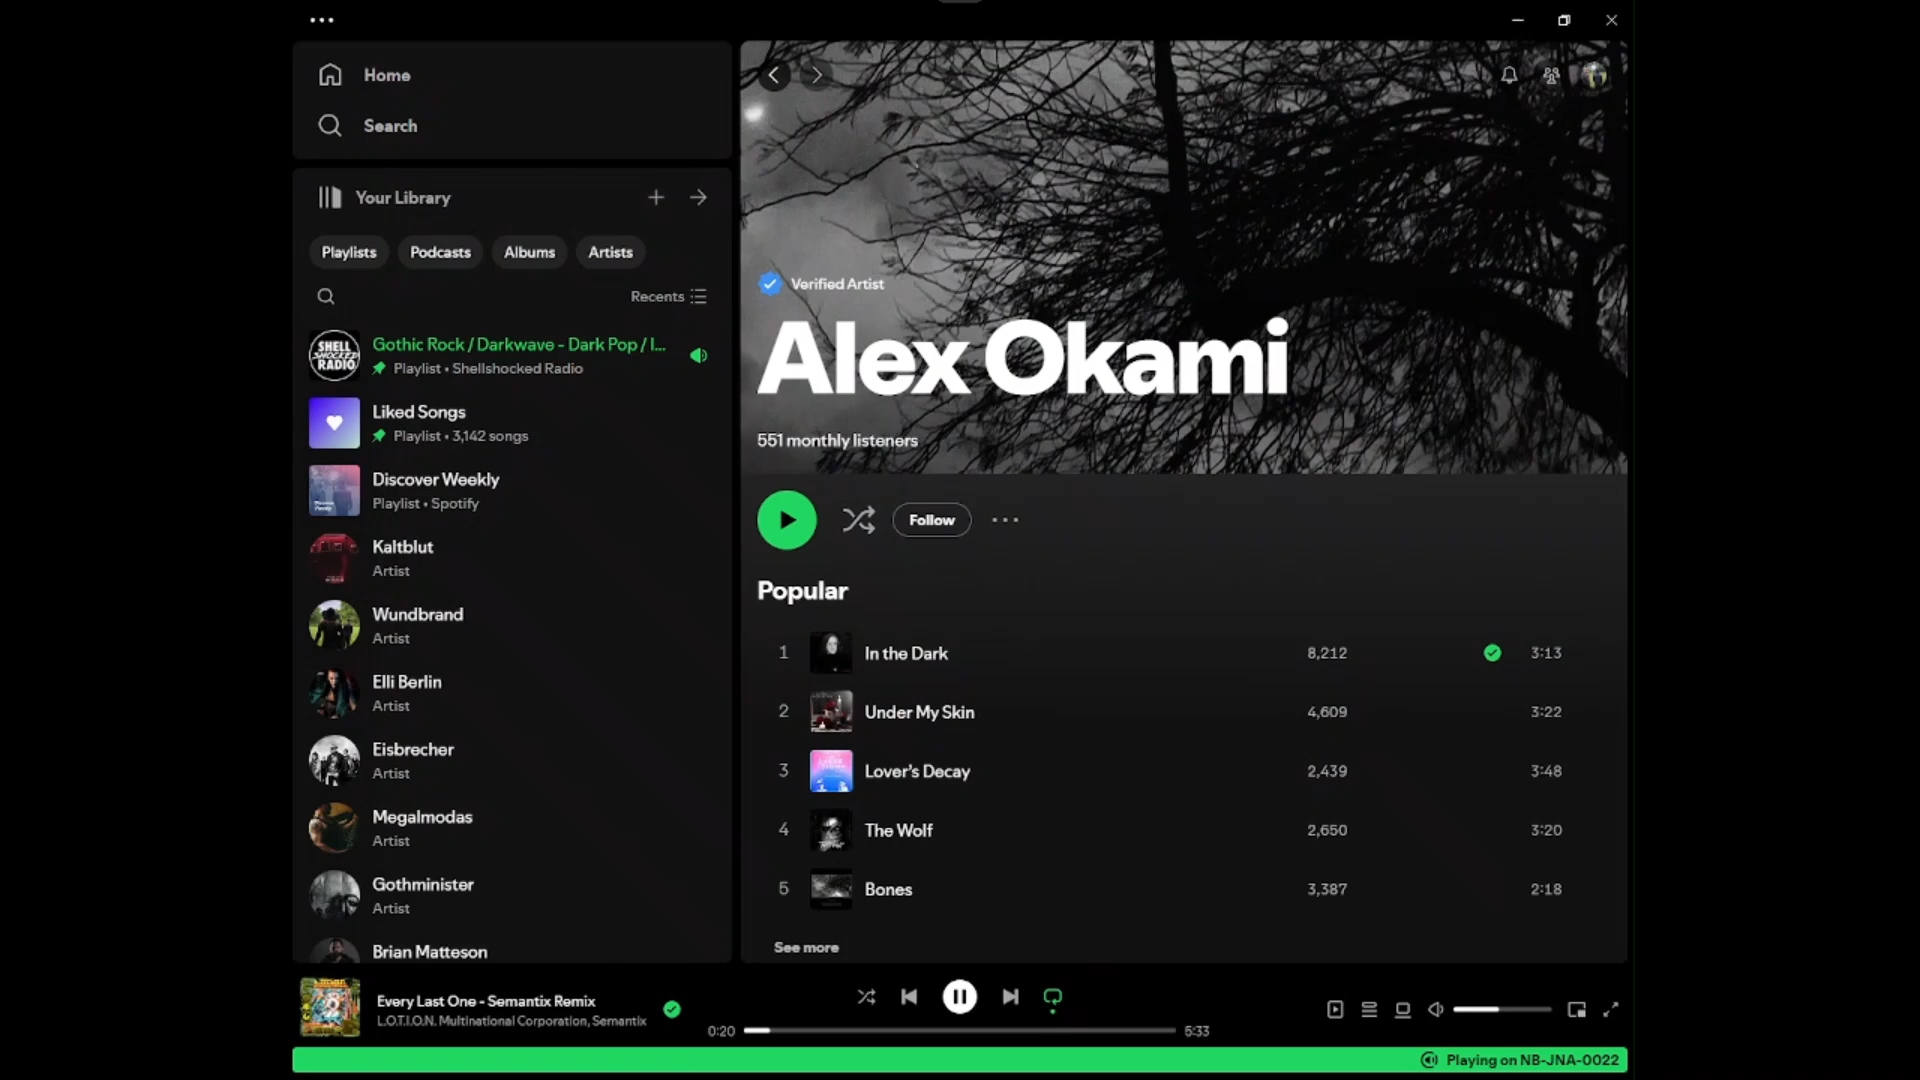 Home
Search
Your Library
Playlists
Podcasts
Albums
Artists
Recents
SHELL
SHOCKED
RADIO
Gothic Rock / Darkwave - Dark Pop / I...
Playlist • Shellshocked Radio
Liked Songs
Playlist • 3,142 songs
Discover Weekly
Playlist • Spotify
Kaltblut
Artist
Wundbrand
Artist
Elli Berlin
Artist
Eisbrecher
Artist
Megalmodas
Artist
Gothminister
Artist
Brian Matteson
Verified Artist
Alex Okami
551 monthly listeners
Follow
Popular
1 In the Dark 8,212 3:13
2 Under My Skin 4,609 3:22
3 Lover's Decay 2,439 3:48
4 The Wolf 2,650 3:20
5 Bones 3,387 2:18
See more
Every Last One - Semantix Remix
L.O.T.I.O.N. Multinational Corporation, Semantix
0:20
5:33
Playing on NB-JNA-0022